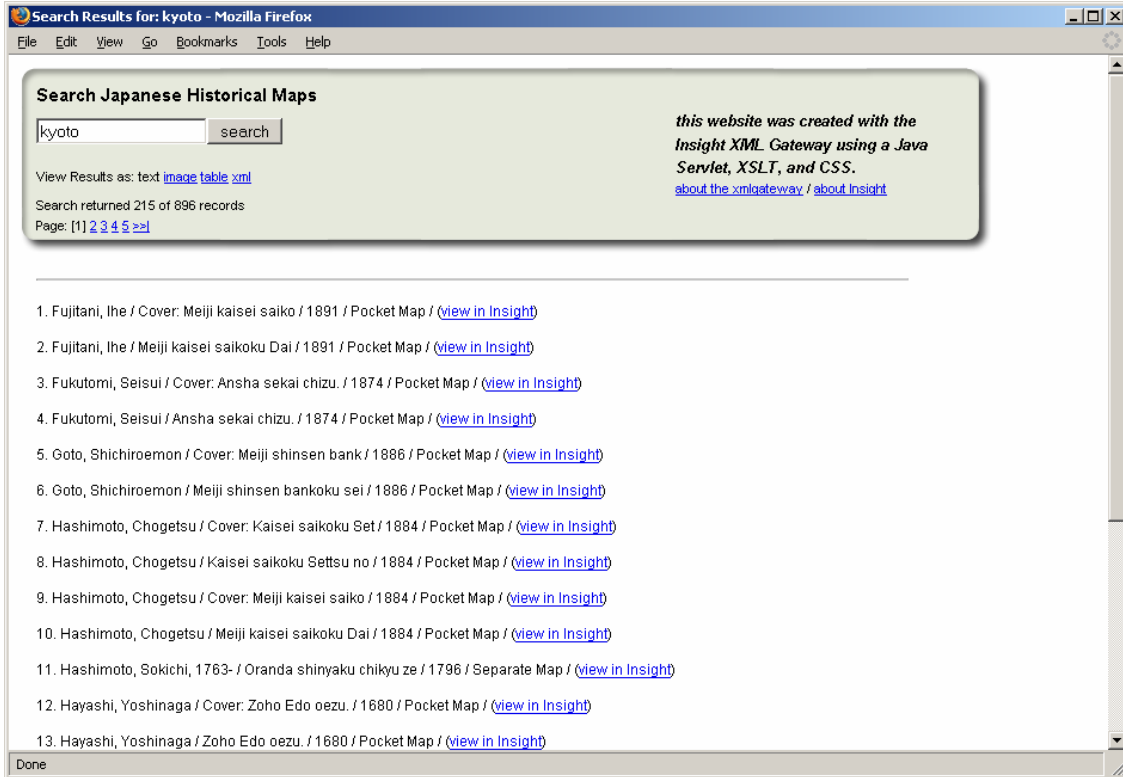 Search Results for: kyoto - Mozilla Firefox
File Edit View Go Bookmarks Tools Help
Search Japanese Historical Maps
kyoto search
View Results as: text image table xml
Search returned 215 of 896 records
Page: [1] 2 3 4 5 >>|
this website was created with the
Insight XML Gateway using a Java
Servlet, XSLT, and CSS.
about the xmlgateway / about Insight
1. Fujitani, Ihe / Cover: Meiji kaisei saiko / 1891 / Pocket Map / (view in Insight)
2. Fujitani, Ihe / Meiji kaisei saikoku Dai / 1891 / Pocket Map / (view in Insight)
3. Fukutomi, Seisui / Cover: Ansha sekai chizu. / 1874 / Pocket Map / (view in Insight)
4. Fukutomi, Seisui / Ansha sekai chizu. / 1874 / Pocket Map / (view in Insight)
5. Goto, Shichiroemon / Cover: Meiji shinsen bank / 1886 / Pocket Map / (view in Insight)
6. Goto, Shichiroemon / Meiji shinsen bankoku sei / 1886 / Pocket Map / (view in Insight)
7. Hashimoto, Chogetsu / Cover: Kaisei saikoku Set / 1884 / Pocket Map / (view in Insight)
8. Hashimoto, Chogetsu / Kaisei saikoku Settsu no / 1884 / Pocket Map / (view in Insight)
9. Hashimoto, Chogetsu / Cover: Meiji kaisei saiko / 1884 / Pocket Map / (view in Insight)
10. Hashimoto, Chogetsu / Meiji kaisei saikoku Dai / 1884 / Pocket Map / (view in Insight)
11. Hashimoto, Sokichi, 1763- / Oranda shinyaku chikyu ze / 1796 / Separate Map / (view in Insight)
12. Hayashi, Yoshinaga / Cover: Zoho Edo oezu. / 1680 / Pocket Map / (view in Insight)
13. Hayashi, Yoshinaga / Zoho Edo oezu. / 1680 / Pocket Map / (view in Insight)
Done